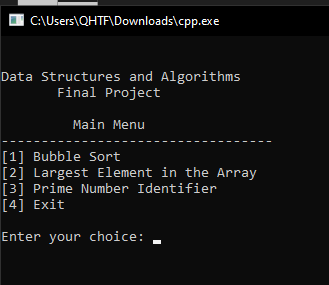 C:\Users\QHTF\Downloads\cpp.exe
Data Structures and Algorithms
Final Project
Main Menu
----------------------------------
[1] Bubble Sort
[2] Largest Element in the Array
[3] Prime Number Identifier
[4] Exit
Enter your choice: _